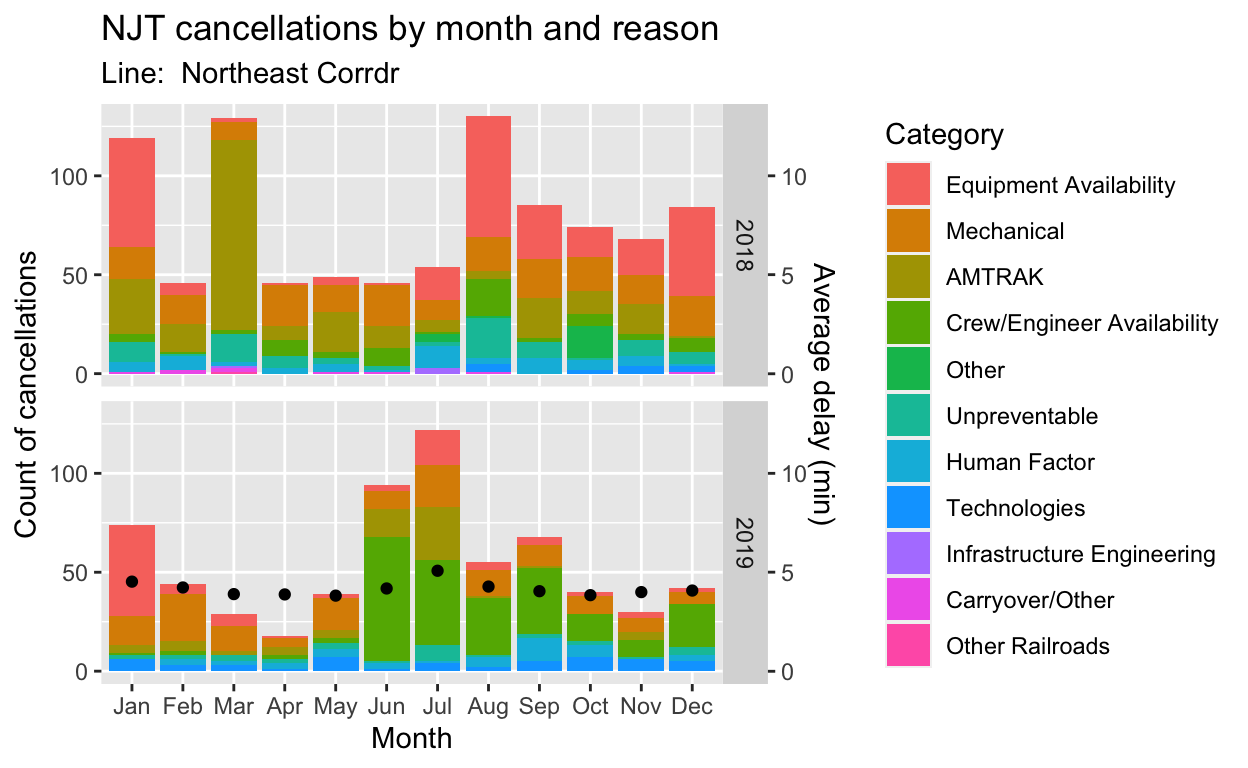 NJT cancellations by month and reason
Line:  Northeast Corrdr
Count of cancellations
100
50
0
10
5
0
2018
100
50
0
10
5
0
2019
Average delay (min)
Jan Feb Mar Apr May Jun Jul Aug Sep Oct Nov Dec
Month
Category
Equipment Availability
Mechanical
AMTRAK
Crew/Engineer Availability
Other
Unpreventable
Human Factor
Technologies
Infrastructure Engineering
Carryover/Other
Other Railroads